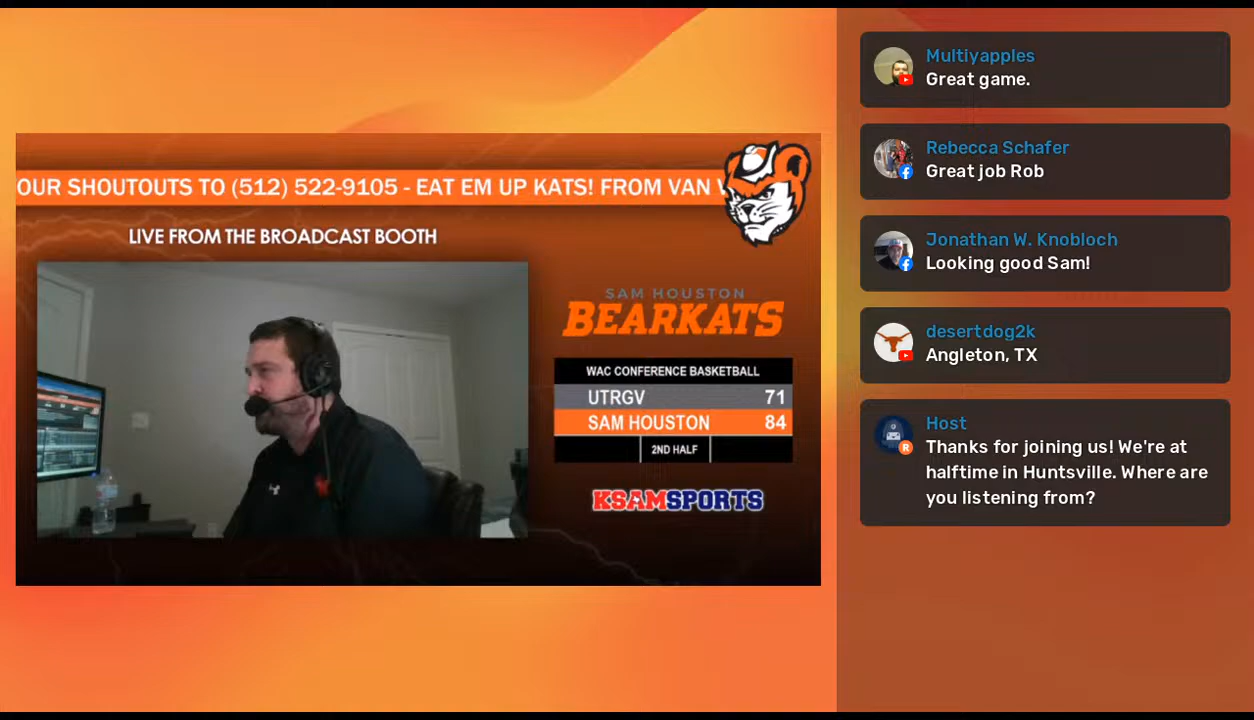 OUR SHOUTOUTS TO (512) 522-9105 - EAT EM UP KATS! FROM VAN
LIVE FROM THE BROADCAST BOOTH
SAM HOUSTON
BEARKATS
WAC CONFERENCE BASKETBALL
UTRGV 71
SAM HOUSTON 84
2ND HALF
KSAMSPORTS
Multiyapples
Great game.
Rebecca Schafer
Great job Rob
Jonathan W. Knobloch
Looking good Sam!
desertdog2k
Angleton, TX
Host
Thanks for joining us! We're at
halftime in Huntsville. Where are
you listening from?